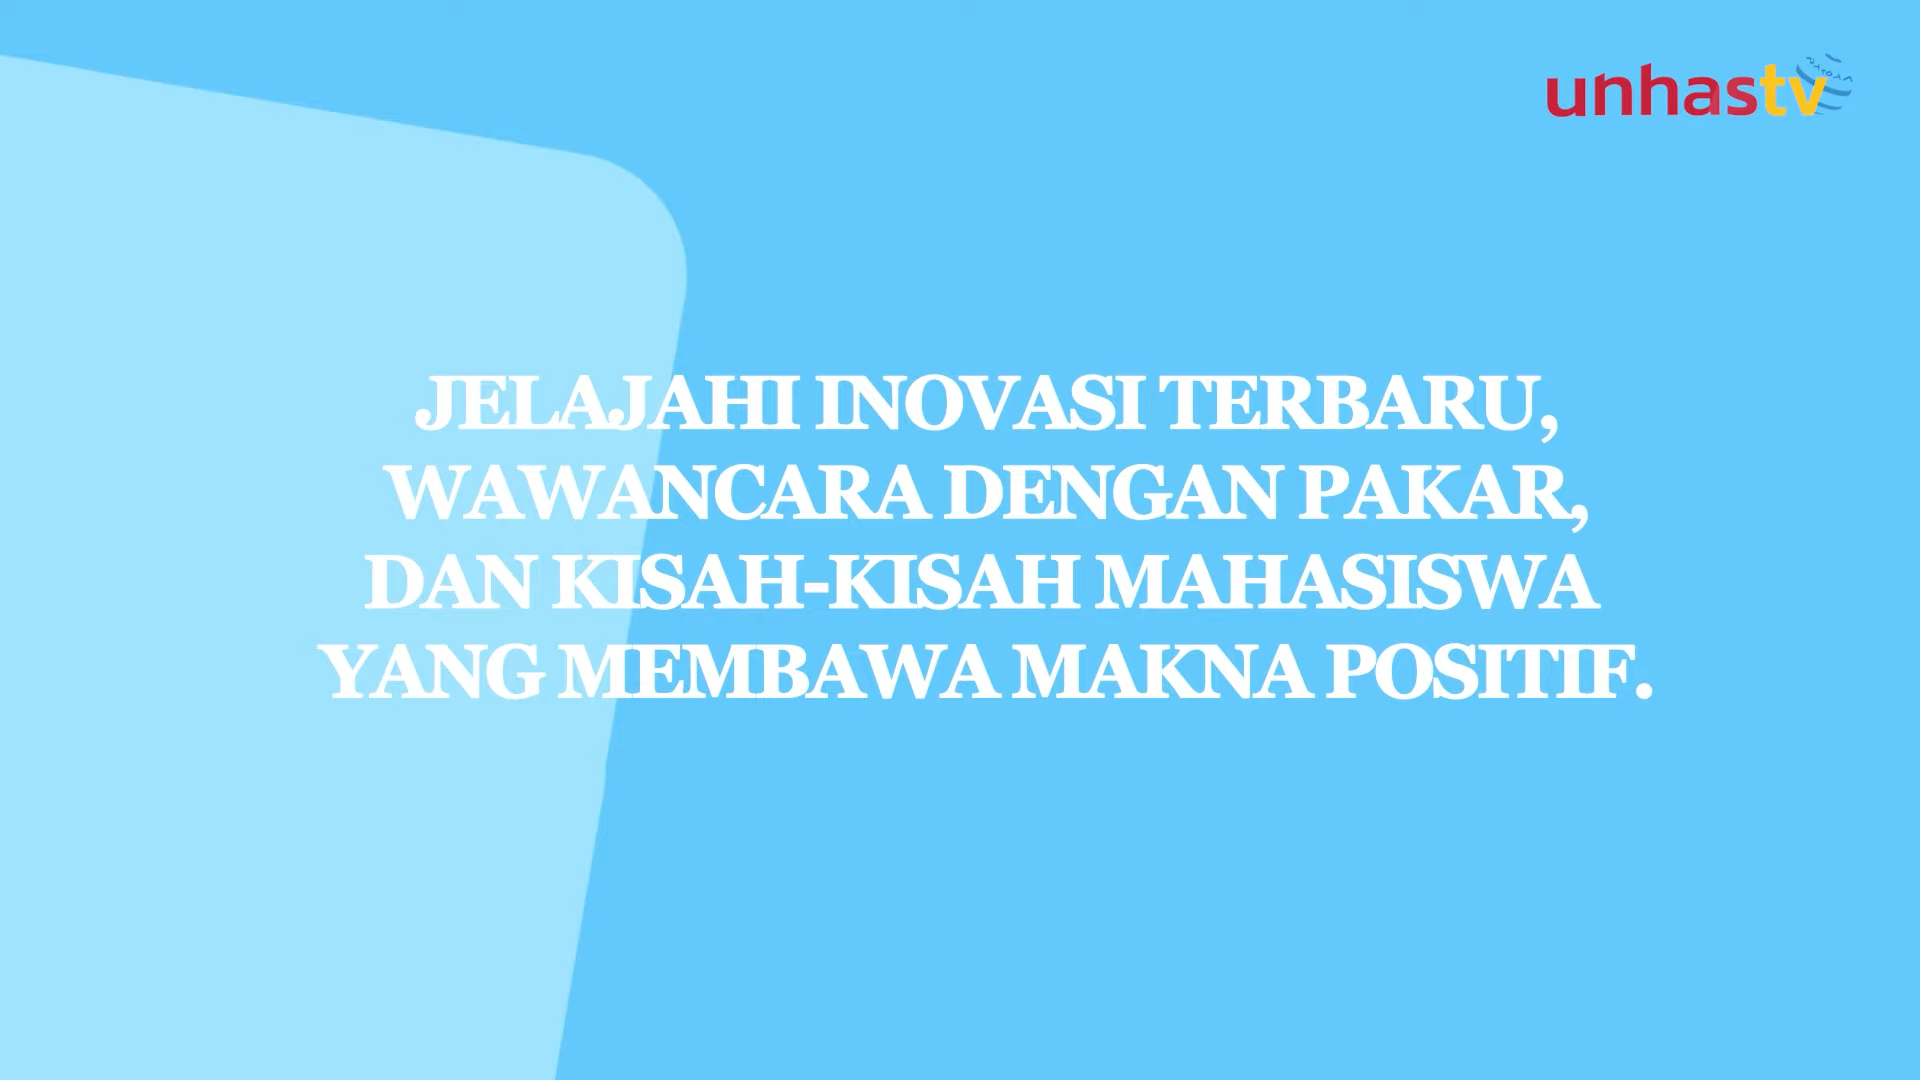 unhastv
JELAJAHI INOVASI TERBARU,
WAWANCARA DENGAN PAKAR,
DAN KISAH-KISAH MAHASISWA
YANG MEMBAWA MAKNA POSITIF.